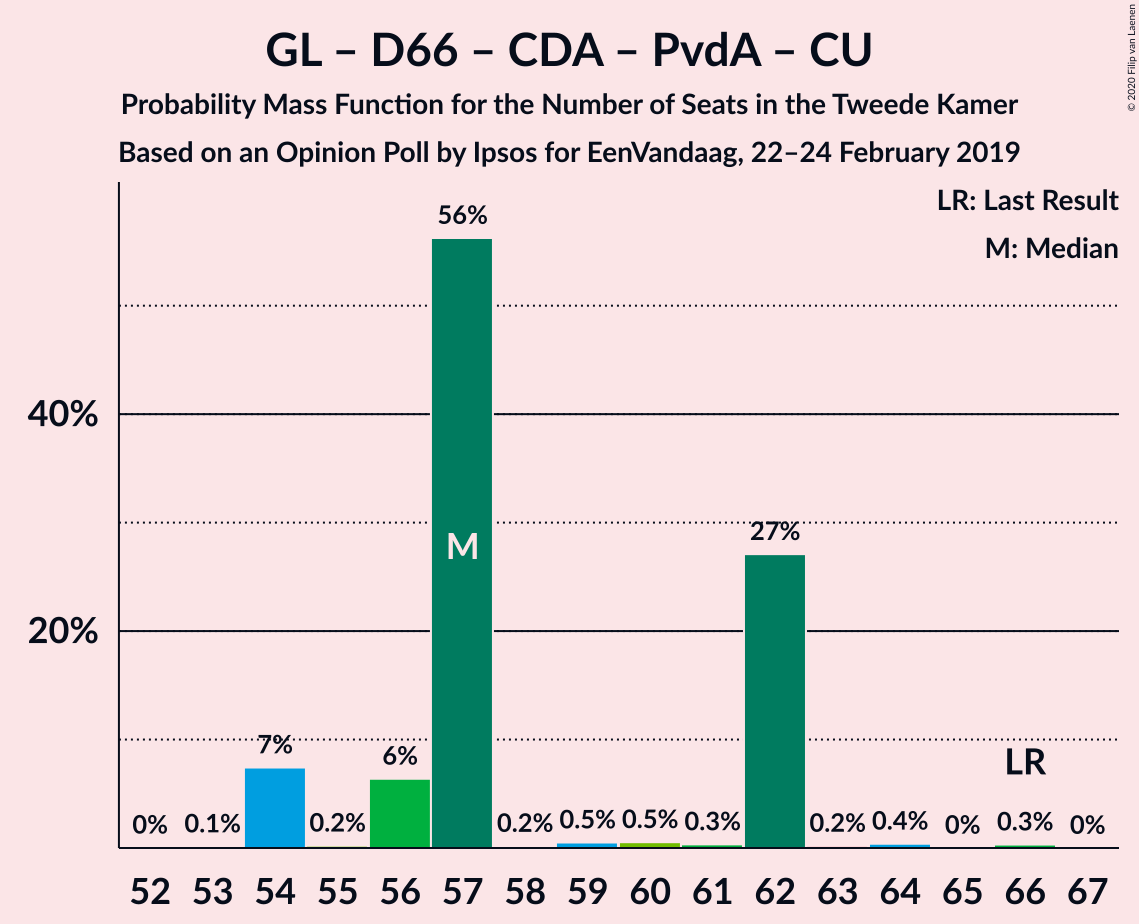 GL – D66 – CDA – PvdA – CU
Probability Mass Function for the Number of Seats in the Tweede Kamer
Based on an Opinion Poll by Ipsos for EenVandaag, 22–24 February 2019
© 2020 Filip van Laenen
LR: Last Result
M: Median
56%
40%
M
27%
20%
7%
6%
LR
0%
0.1%
0.2%
0.2%
0.5%
0.5%
0.3%
0.2%
0.4%
0%
0.3%
0%
52 53 54 55 56 57 58 59 60 61 62 63 64 65 66 67